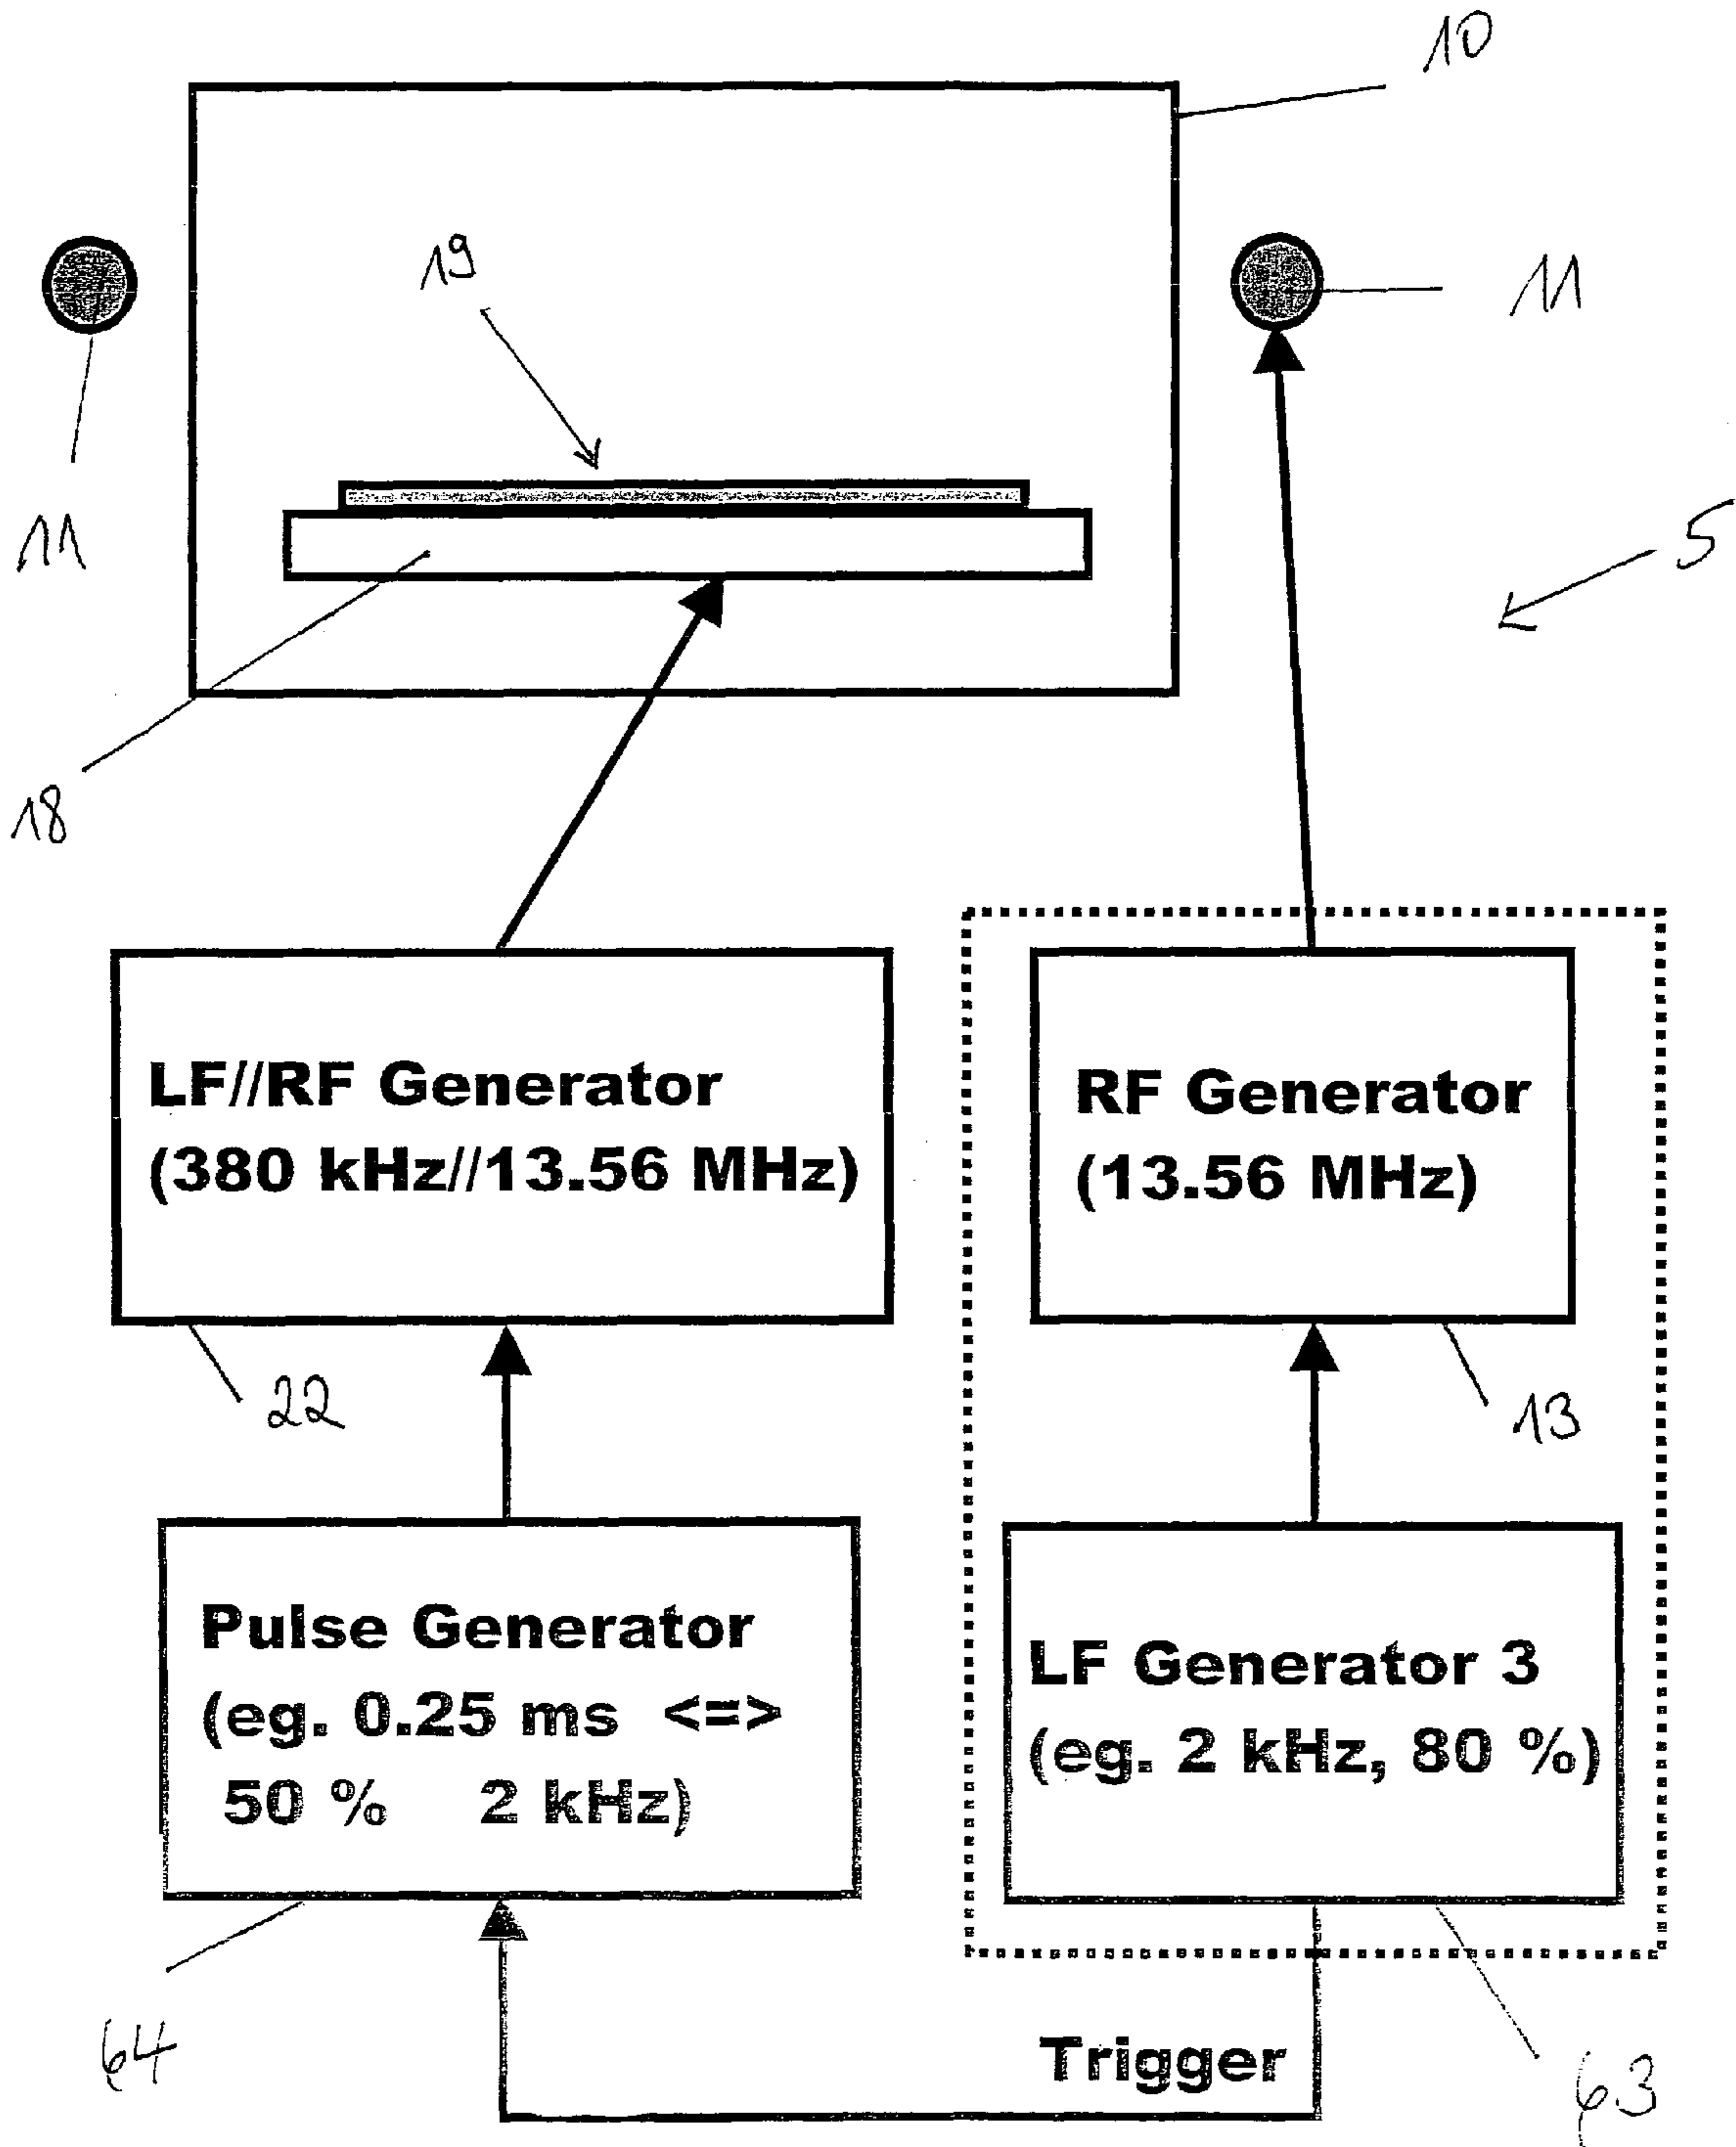 10
19
11
11
5
18
LF//RF Generator
(380 kHz//13.56 MHz)
RF Generator
(13.56 MHz)
22
13
Pulse Generator
(eg. 0.25 ms <=>
50 % 2 kHz)
LF Generator 3
(eg. 2 kHz, 80 %)
64
Trigger
63